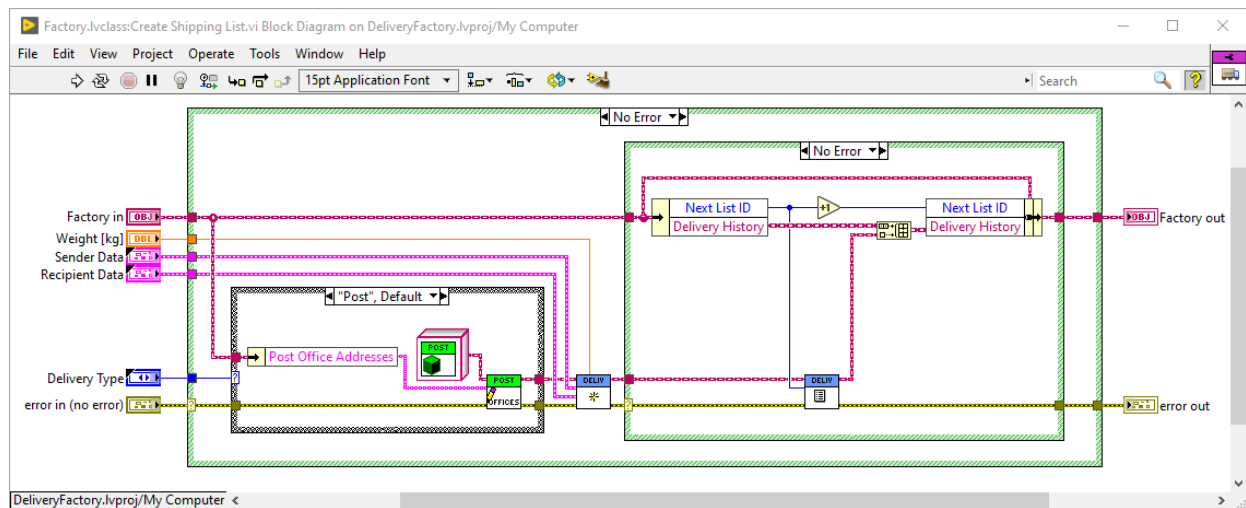 Factory.lvclass:Create Shipping List.vi Block Diagram on DeliveryFactory.lvproj/My Computer
File Edit View Project Operate Tools Window Help
15pt Application Font
Search
No Error
No Error
Factory in
OBJ
Next List ID
+1
Next List ID
OBJ
Factory out
Weight [kg]
DBL
Delivery History
Delivery History
Sender Data
Recipient Data
"Post", Default
Post Office Addresses
POST
Delivery Type
POST
OFFICES
DELIV
DELIV
error in (no error)
error out
DeliveryFactory.lvproj/My Computer